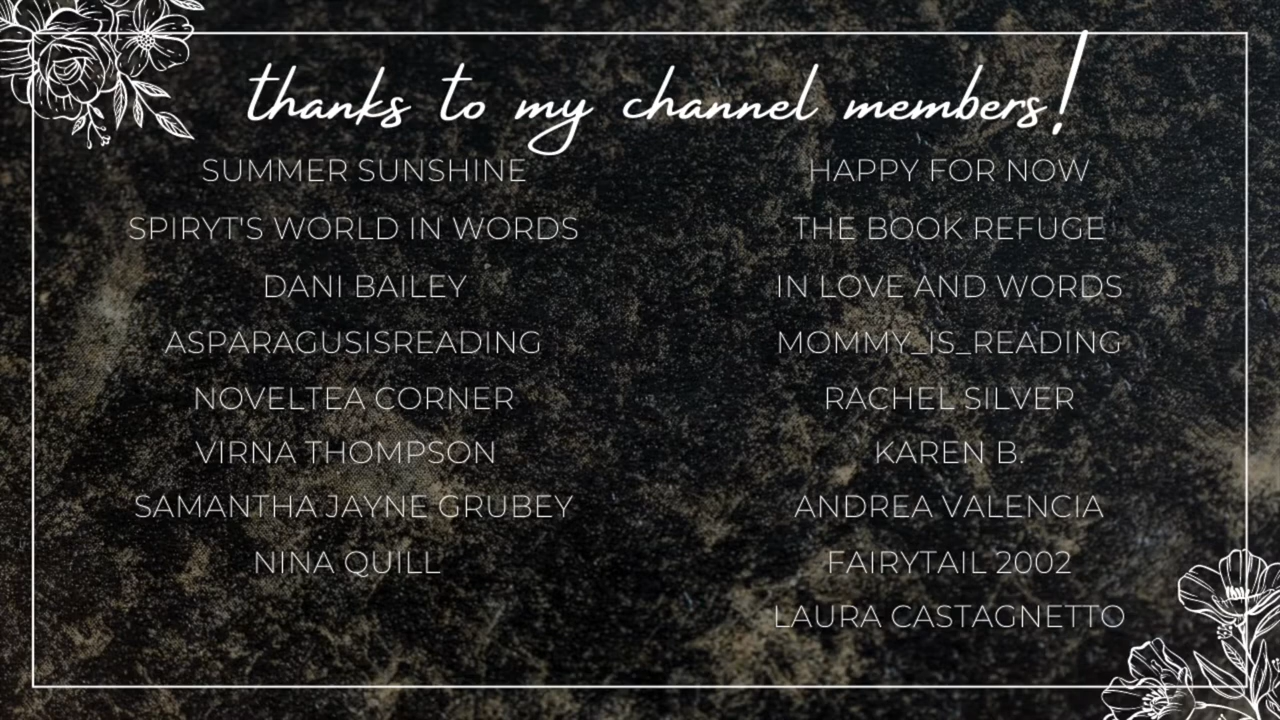 thanks to my channel members!
SUMMER SUNSHINE
SPIRYT'S WORLD IN WORDS
DANI BAILEY
ASPARAGUSISREADING
NOVELTEA CORNER
VIRNA THOMPSON
SAMANTHA JAYNE GRUBEY
NINA QUILL
HAPPY FOR NOW
THE BOOK REFUGE
IN LOVE AND WORDS
MOMMY_IS_READING
RACHEL SILVER
KAREN B.
ANDREA VALENCIA
FAIRYTAIL 2002
LAURA CASTAGNETTO